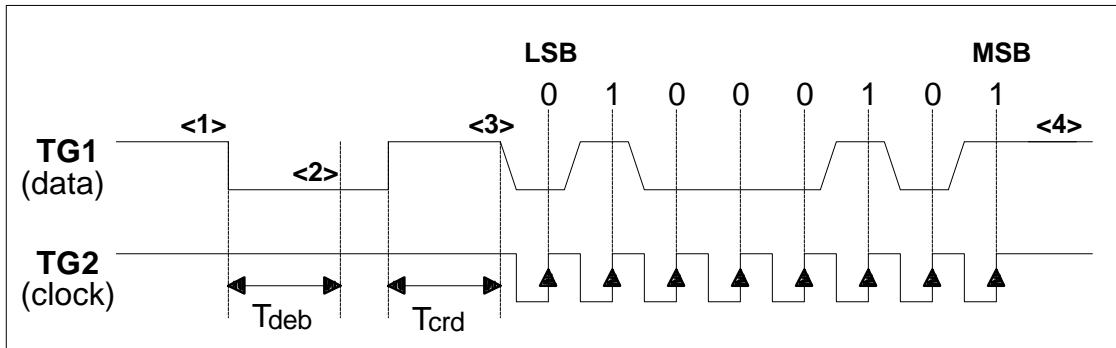 LSB MSB
0 1 0 0 0 1 0 1
<1> <2> <3> <4>
TG1
(data)
TG2
(clock)
Tdeb Tcrd